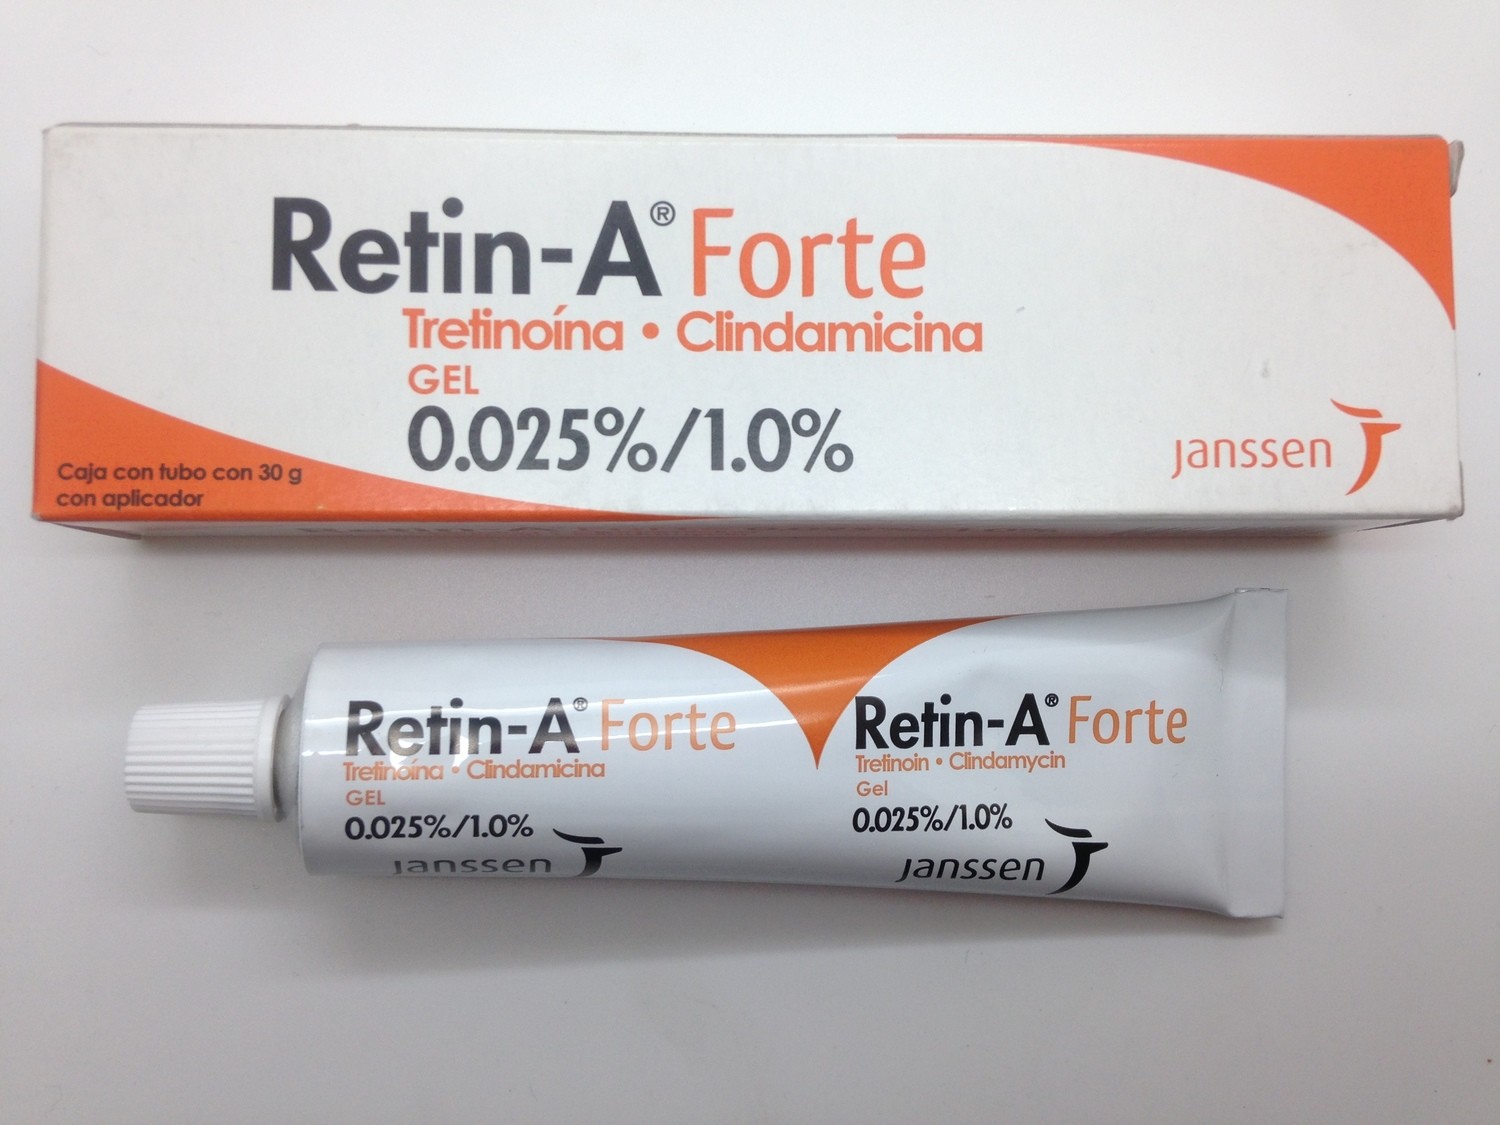 Retin-A® Forte
Tretinoína • Clindamicina
GEL
0.025%/1.0%
Caja con tubo con 30 g
con aplicador
janssen
Retin-A® Forte
Tretinoína • Clindamicina
GEL
0.025%/1.0%
janssen
Retin-A® Forte
Tretinoin • Clindamycin
Gel
0.025%/1.0%
janssen